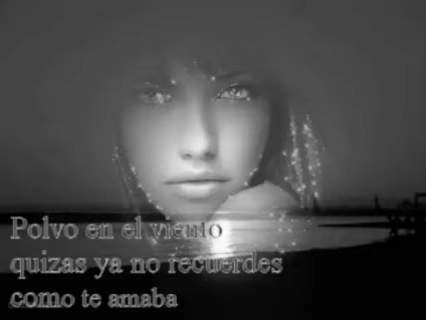 Polvo en el viento
quizas ya no recuerdes
como te amaba